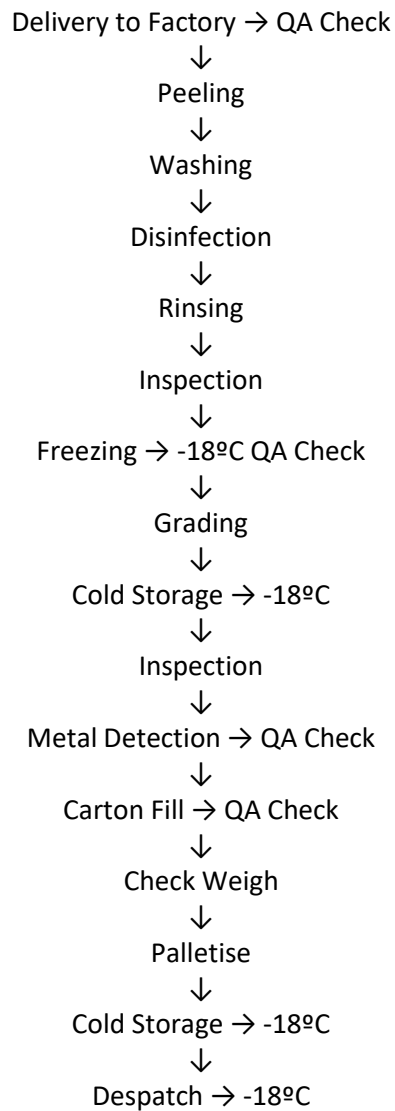 Delivery to Factory → QA Check
↓
Peeling
↓
Washing
↓
Disinfection
↓
Rinsing
↓
Inspection
↓
Freezing → -18ºC QA Check
↓
Grading
↓
Cold Storage → -18ºC
↓
Inspection
↓
Metal Detection → QA Check
↓
Carton Fill → QA Check
↓
Check Weigh
↓
Palletise
↓
Cold Storage → -18ºC
↓
Despatch → -18ºC